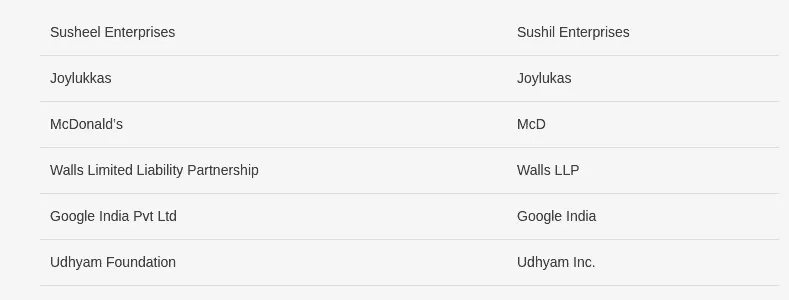 Susheel Enterprises Sushil Enterprises
Joylukkas Joylukas
McDonald's McD
Walls Limited Liability Partnership Walls LLP
Google India Pvt Ltd Google India
Udhyam Foundation Udhyam Inc.